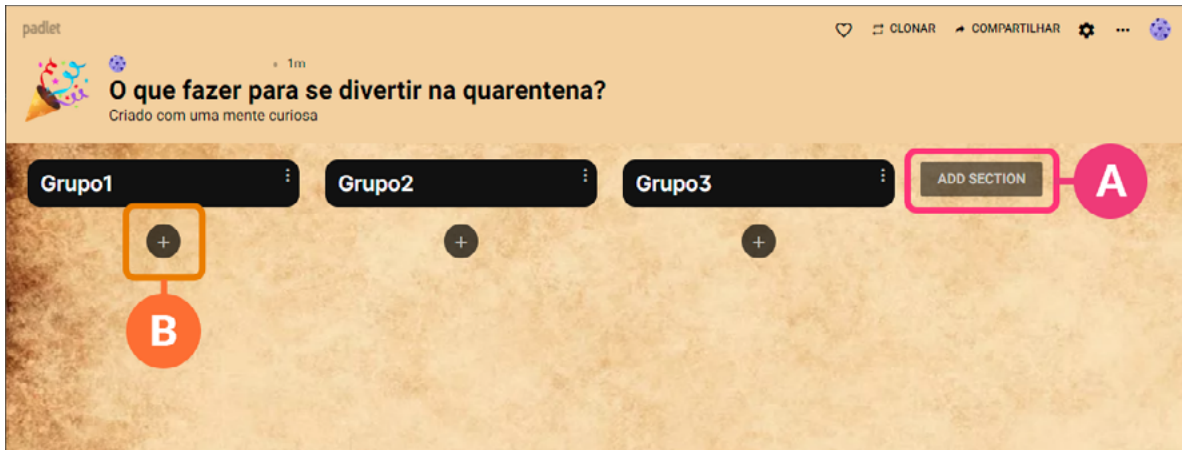 padlet
CLONAR COMPARTILHAR
1m
O que fazer para se divertir na quarentena?
Criado com uma mente curiosa
Grupo1 Grupo2 Grupo3 ADD SECTION A
B